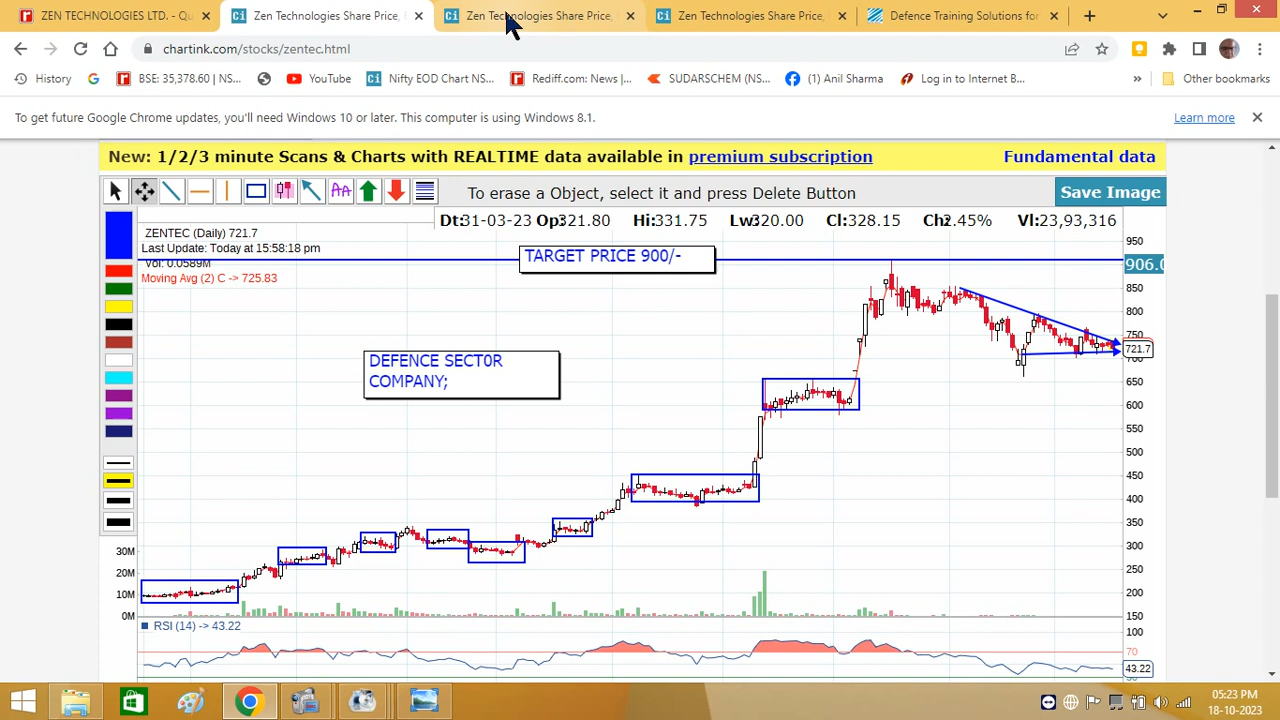 ZEN TECHNOLOGIES LTD. - Qu
Zen Technologies Share Price,
Zen Technologies Share Price,
Zen Technologies Share Price,
Defence Training Solutions for
chartink.com/stocks/zentec.html
History
BSE: 35,378.60 | NS...
YouTube
Nifty EOD Chart NS...
Rediff.com: News |...
SUDARSCHEM (NS...
(1) Anil Sharma
Log in to Internet B...
»
Other bookmarks
To get future Google Chrome updates, you'll need Windows 10 or later. This computer is using Windows 8.1.
Learn more
New: 1/2/3 minute Scans & Charts with REALTIME data available in premium subscription
Fundamental data
To erase a Object, select it and press Delete Button
Save Image
Dt:31-03-23 Op:321.80 Hi:331.75 Lw:320.00 Cl:328.15 Ch:2.45% Vl:23,93,316
ZENTEC (Daily) 721.7
Last Update: Today at 15:58:18 pm
Vol: 0.0589M
Moving Avg (2) C -> 725.83
TARGET PRICE 900/-
DEFENCE SECT0R
COMPANY;
950
906.0
850
800
750
721.7
700
650
600
550
500
450
400
350
300
250
200
150
30M
20M
10M
0M
RSI (14) -> 43.22
100
70
43.22
05:23 PM
18-10-2023